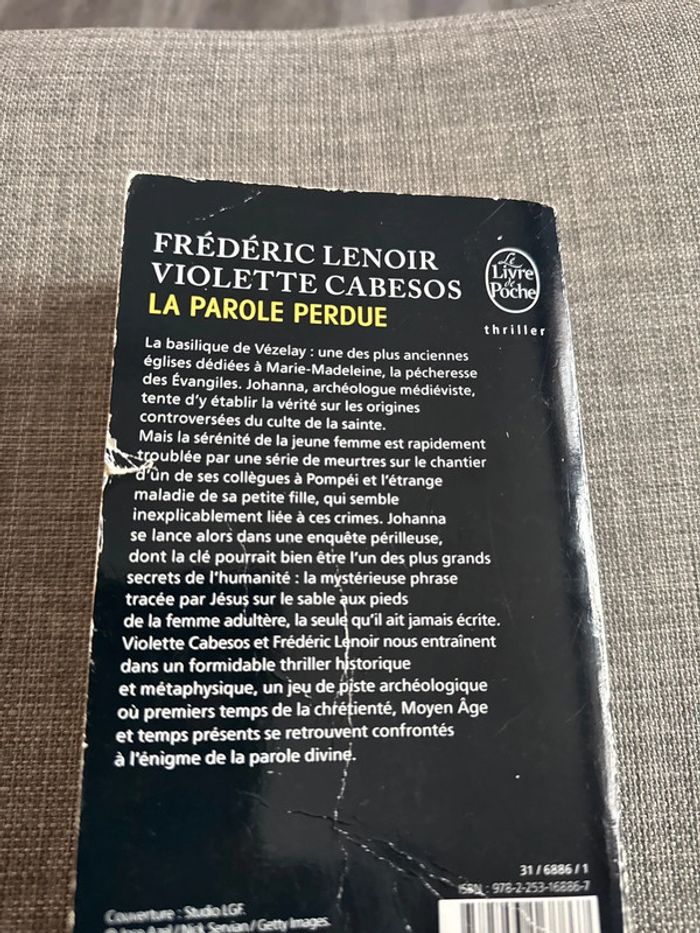 FRÉDÉRIC LENOIR
VIOLETTE CABESOS
LA PAROLE PERDUE
Le
Livre
de
Poche
thriller
La basilique de Vézelay : une des plus anciennes
églises dédiées à Marie-Madeleine, la pécheresse
des Évangiles. Johanna, archéologue médiéviste,
tente d'y établir la vérité sur les origines
controversées du culte de la sainte.
Mais la sérénité de la jeune femme est rapidement
troublée par une série de meurtres sur le chantier
d'un de ses collègues à Pompéi et l'étrange
maladie de sa petite fille, qui semble
inexplicablement liée à ces crimes. Johanna
se lance alors dans une enquête périlleuse,
dont la clé pourrait bien être l'un des plus grands
secrets de l'humanité : la mystérieuse phrase
tracée par Jésus sur le sable aux pieds
de la femme adultère, la seule qu'il ait jamais écrite.
Violette Cabesos et Frédéric Lenoir nous entraînent
dans un formidable thriller historique
et métaphysique, un jeu de piste archéologique
où premiers temps de la chrétienté, Moyen Âge
et temps présents se retrouvent confrontés
à l'énigme de la parole divine.
31/6886/1
ISBN : 978-2-253-16886-7
Couverture : Studio LGF.
/ Nick Servian / Getty Images.